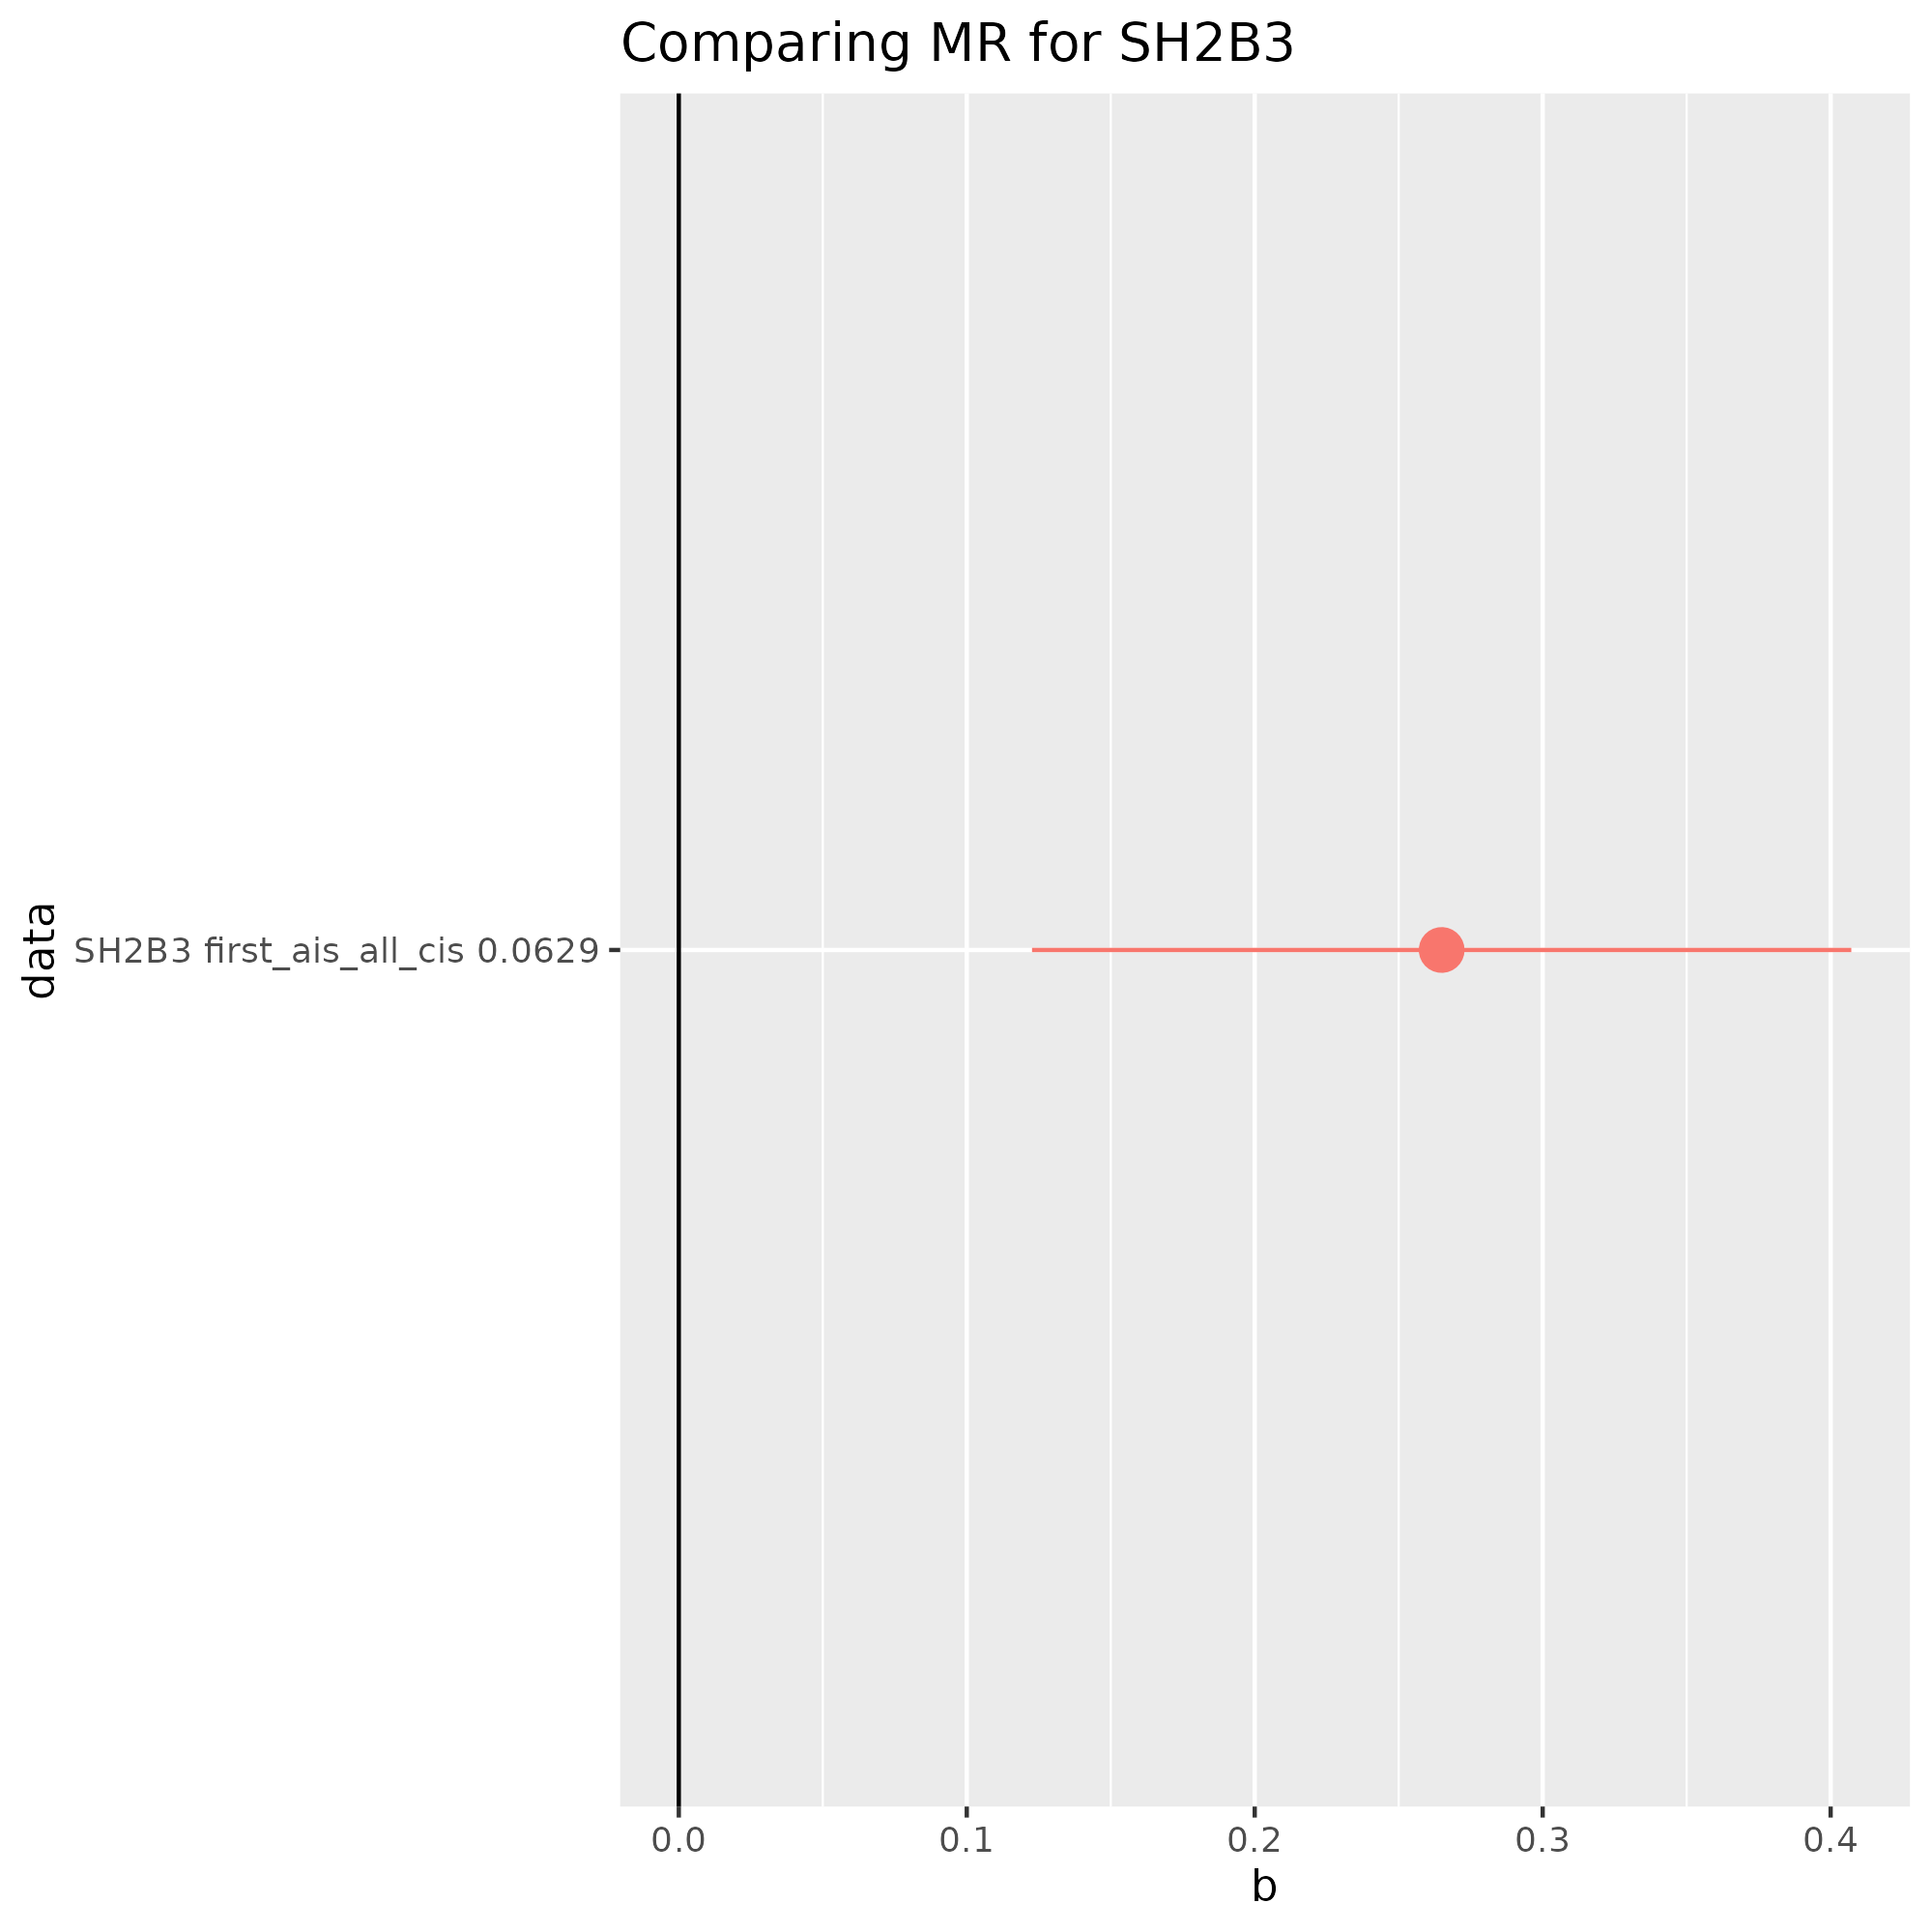 Comparing MR for SH2B3
data
SH2B3 first_ais_all_cis 0.0629
0.0 0.1 0.2 0.3 0.4
b